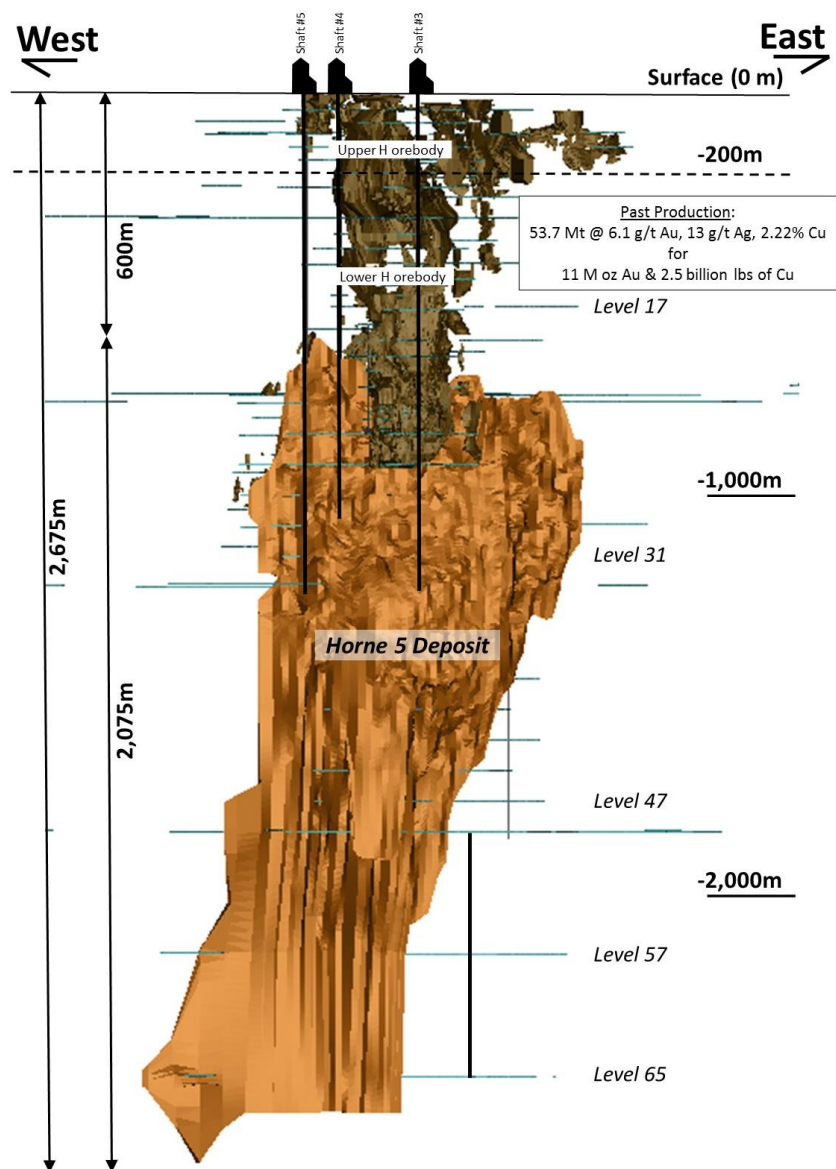 West
Shaft #5
Shaft #4
Shaft #3
East
Surface (0 m)
Upper H orebody
-200m
Past Production:
53.7 Mt @ 6.1 g/t Au, 13 g/t Ag, 2.22% Cu
for
11 M oz Au & 2.5 billion lbs of Cu
600m
Lower H orebody
Level 17
-1,000m
2,675m
Level 31
Horne 5 Deposit
2,075m
Level 47
-2,000m
Level 57
Level 65